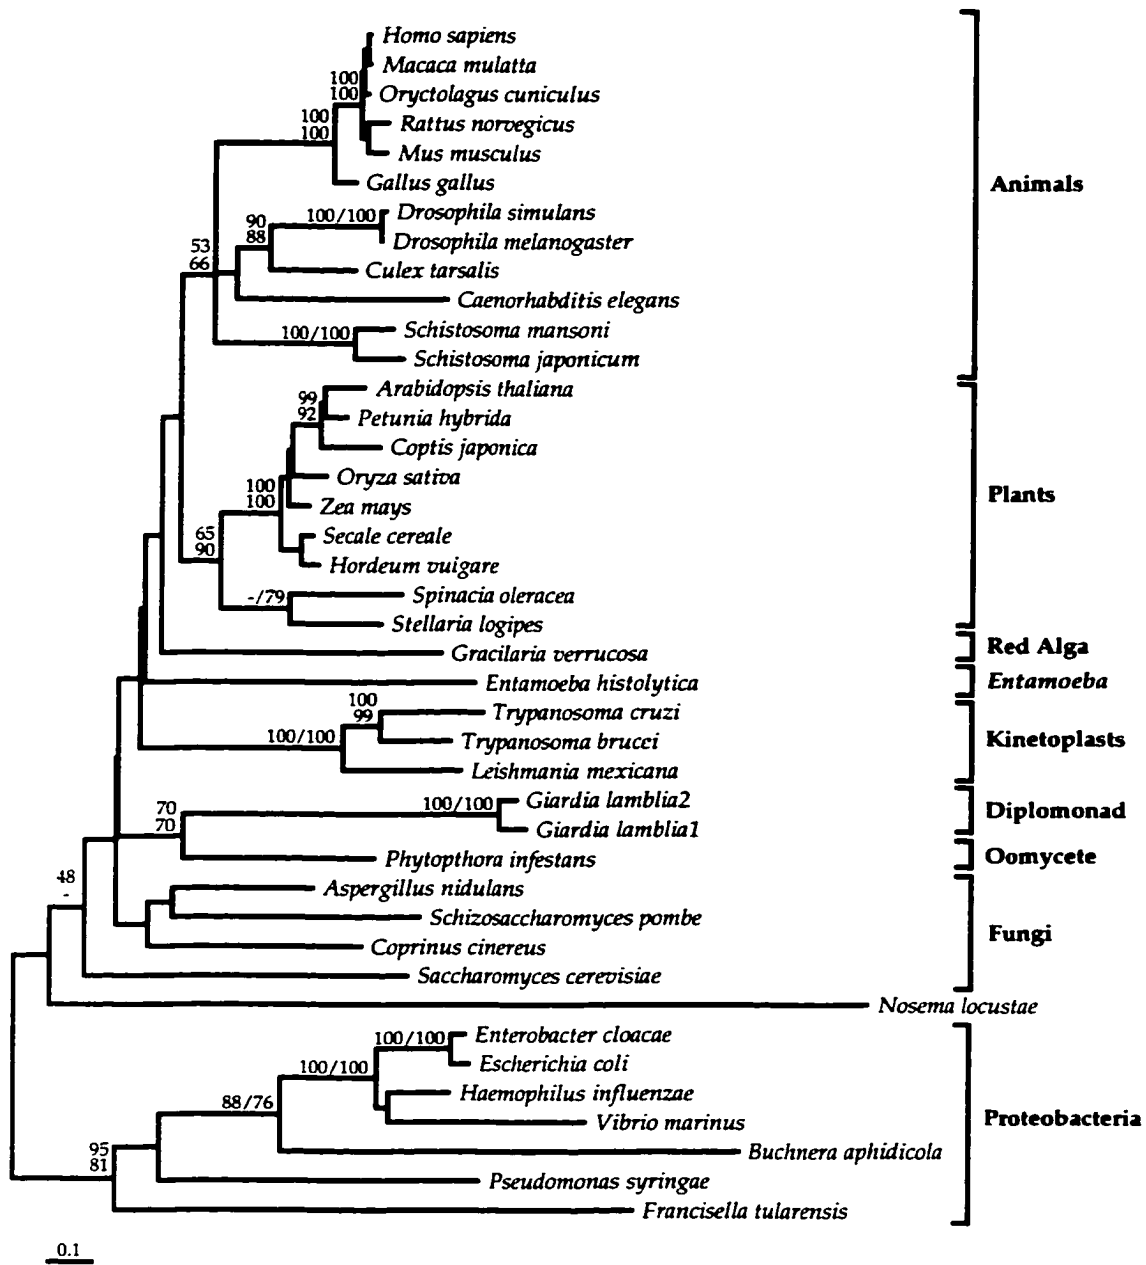 Homo sapiens
Macaca mulatta
100
100
Oryctolagus cuniculus
100
100
Rattus norvegicus
Mus musculus
Gallus gallus
Animals
100/100
Drosophila simulans
90
88
Drosophila melanogaster
53
66
Culex tarsalis
Caenorhabditis elegans
100/100
Schistosoma mansoni
Schistosoma japonicum
Arabidopsis thaliana
99
92
Petunia hybrida
Coptis japonica
Oryza sativa
100
100
Plants
Zea mays
65
90
Secale cereale
Hordeum vuigare
-/79
Spinacia oleracea
Stellaria logipes
Gracilaria verrucosa
Red Alga
Entamoeba histolytica
Entamoeba
100
99
Trypanosoma cruzi
100/100
Trypanosoma brucei
Kinetoplasts
Leishmania mexicana
100/100
Giardia lamblia2
70
70
Giardia lamblia1
Diplomonad
Phytopthora infestans
Oomycete
48
-
Aspergillus nidulans
Schizosaccharomyces pombe
Fungi
Coprinus cinereus
Saccharomyces cerevisiae
Nosema locustae
100/100
Enterobacter cloacae
100/100
Escherichia coli
88/76
Haemophilus influenzae
Vibrio marinus
Proteobacteria
95
81
Buchnera aphidicola
Pseudomonas syringae
Francisella tularensis
0.1